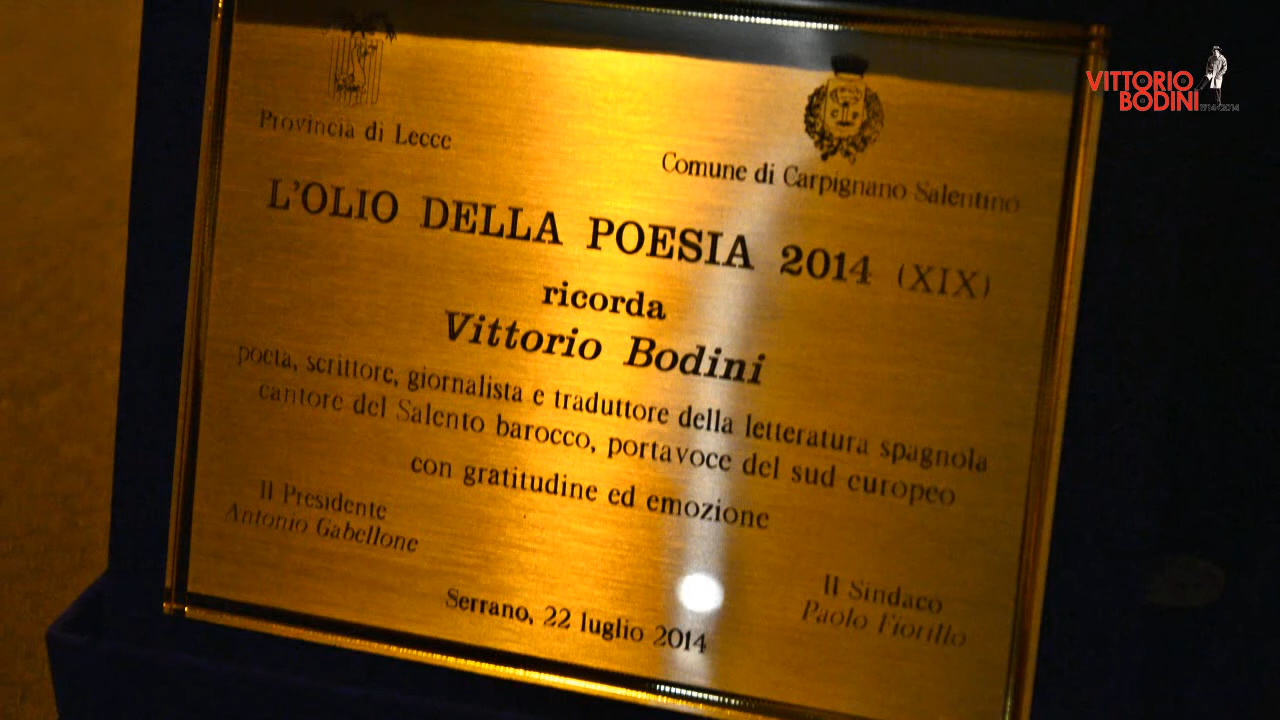 VITTORIO
BODINI
1914-2014
Provincia di Lecce
Comune di Carpignano Salentino
L'OLIO DELLA POESIA 2014 (XIX)
ricorda
Vittorio Bodini
poeta, scrittore, giornalista e traduttore della letteratura spagnola
cantore del Salento barocco, portavoce del sud europeo
con gratitudine ed emozione
Il Presidente
Antonio Gabellone
Il Sindaco
Paolo Fiorillo
Serrano, 22 luglio 2014